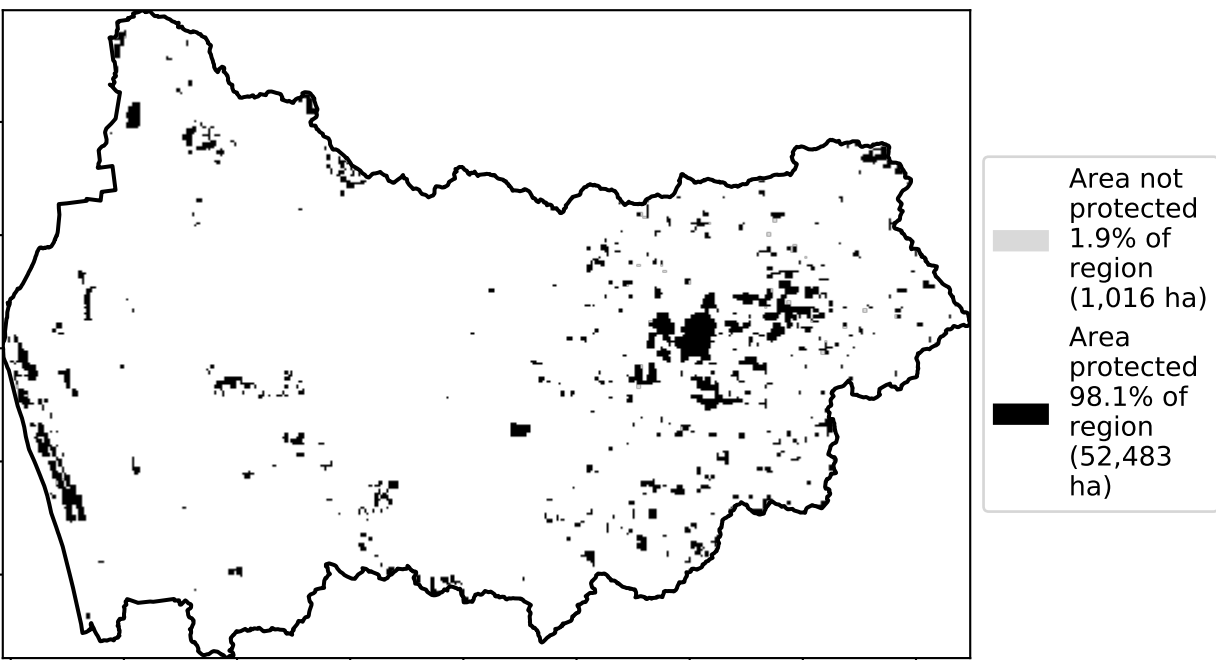 Area not
protected
1.9% of
region
(1,016 ha)
Area
protected
98.1% of
region
(52,483
ha)